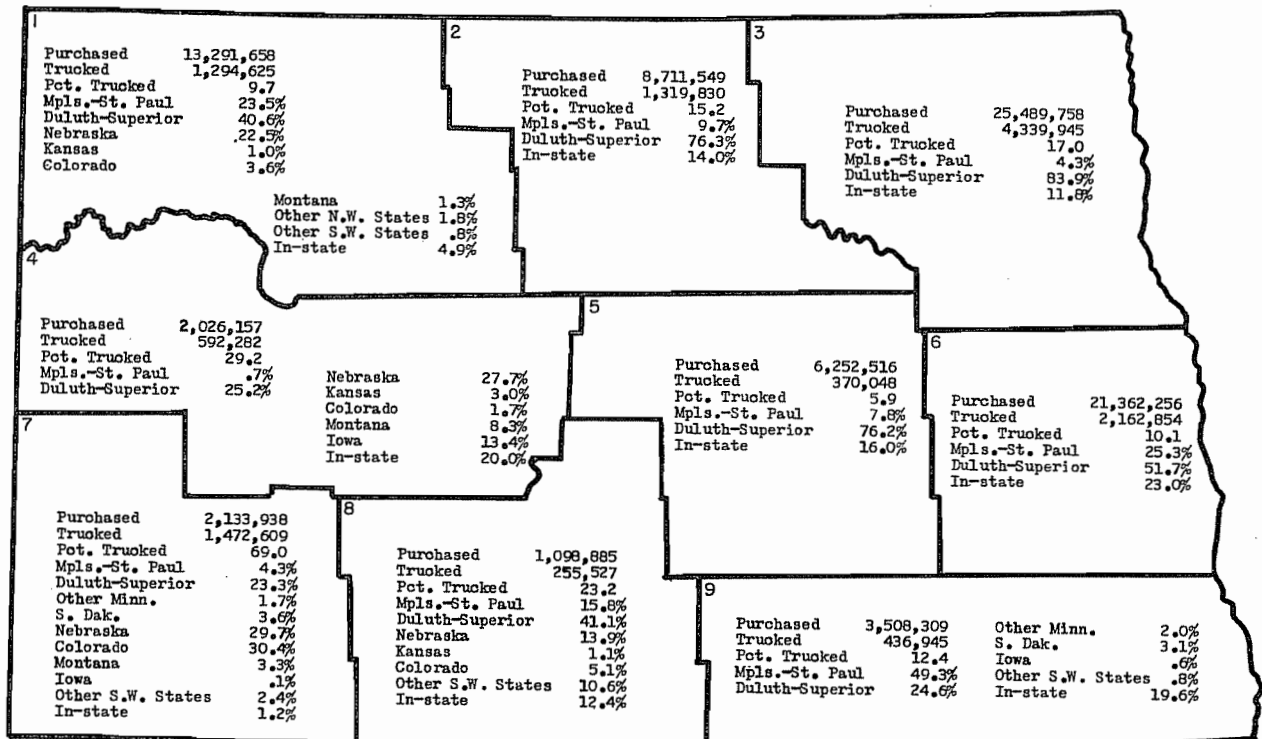 1
Purchased 13,291,658
Trucked 1,294,625
Pct. Trucked 9.7
Mpls.-St. Paul 23.5%
Duluth-Superior 40.6%
Nebraska 22.5%
Kansas 1.0%
Colorado 3.6%
Montana 1.3%
Other N.W. States 1.8%
Other S.W. States .8%
In-state 4.9%
2
Purchased 8,711,549
Trucked 1,319,830
Pct. Trucked 15.2
Mpls.-St. Paul 9.7%
Duluth-Superior 76.3%
In-state 14.0%
3
Purchased 25,489,758
Trucked 4,339,945
Pct. Trucked 17.0
Mpls.-St. Paul 4.3%
Duluth-Superior 83.9%
In-state 11.8%
4
Purchased 2,026,157
Trucked 592,282
Pct. Trucked 29.2
Mpls.-St. Paul .7%
Duluth-Superior 25.2%
Nebraska 27.7%
Kansas 3.0%
Colorado 1.7%
Montana 8.3%
Iowa 13.4%
In-state 20.0%
5
Purchased 6,252,516
Trucked 370,048
Pct. Trucked 5.9
Mpls.-St. Paul 7.8%
Duluth-Superior 76.2%
In-state 16.0%
6
Purchased 21,362,256
Trucked 2,162,854
Pct. Trucked 10.1
Mpls.-St. Paul 25.3%
Duluth-Superior 51.7%
In-state 23.0%
7
Purchased 2,133,938
Trucked 1,472,609
Pct. Trucked 69.0
Mpls.-St. Paul 4.3%
Duluth-Superior 23.3%
Other Minn. 1.7%
S. Dak. 3.6%
Nebraska 29.7%
Colorado 30.4%
Montana 3.3%
Iowa .1%
Other S.W. States 2.4%
In-state 1.2%
8
Purchased 1,098,885
Trucked 255,527
Pct. Trucked 23.2
Mpls.-St. Paul 15.8%
Duluth-Superior 41.1%
Nebraska 13.9%
Kansas 1.1%
Colorado 5.1%
Other S.W. States 10.6%
In-state 12.4%
9
Purchased 3,508,309
Trucked 436,945
Pct. Trucked 12.4
Mpls.-St. Paul 49.3%
Duluth-Superior 24.6%
Other Minn. 2.0%
S. Dak. 3.1%
Iowa .6%
Other S.W. States .8%
In-state 19.6%